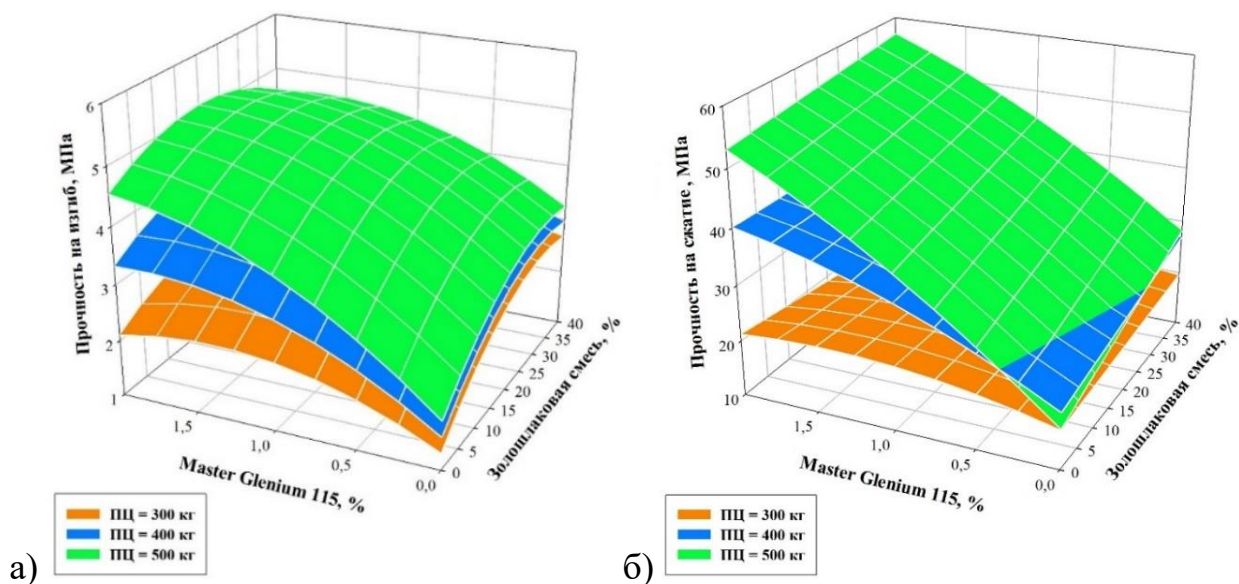 Прочность на изгиб, МПа
6
5
4
3
2
1
1,5
1,0
0,5
0,0
Master Glenium 115, %
0
5
10
15
20
25
30
35
40
Золошлаковая смесь, %
ПЦ = 300 кг
ПЦ = 400 кг
ПЦ = 500 кг
а)
Прочность на сжатие , МПа
60
50
40
30
20
10
1,5
1,0
0,5
0,0
Master Glenium 115, %
0
5
10
15
20
25
30
35
40
Золошлаковая смесь, %
ПЦ = 300 кг
ПЦ = 400 кг
ПЦ = 500 кг
б)